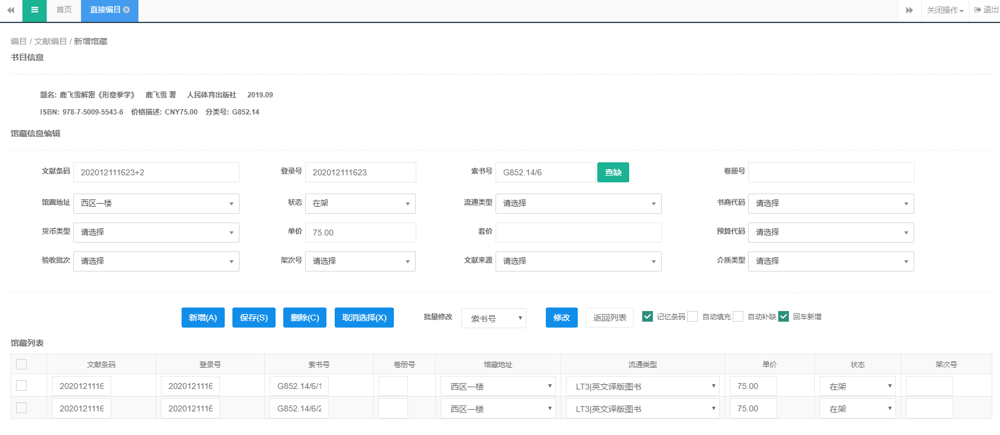 首页 直接编目 关闭操作 退出
编目 / 文献编目 / 新增馆藏
书目信息
题名: 鹿飞雪解密《形意拳学》 鹿飞雪 著 人民体育出版社 2019.09
ISBN: 978-7-5009-5543-6 价格描述: CNY75.00 分类号: G852.14
馆藏信息编辑
文献条码 202012111623+2 登录号 202012111623 索书号 G852.14/6 查缺 卷册号
馆藏地址 西区一楼 状态 在架 流通类型 请选择 书商代码 请选择
货币类型 请选择 单价 75.00 套价 预算代码 请选择
验收批次 请选择 架次号 请选择 文献来源 请选择 介质类型 请选择
新增(A) 保存(S) 删除(C) 取消选择(X) 批量修改 索书号 修改 返回列表 记忆条码 自动填充 自动补缺 回车新增
馆藏列表
文献条码 登录号 索书号 卷册号 馆藏地址 流通类型 单价 状态 架次号
2020121116 2020121116 G852.14/6/1 西区一楼 LT3|英文译版图书 75.00 在架
2020121116 2020121116 G852.14/6/2 西区一楼 LT3|英文译版图书 75.00 在架